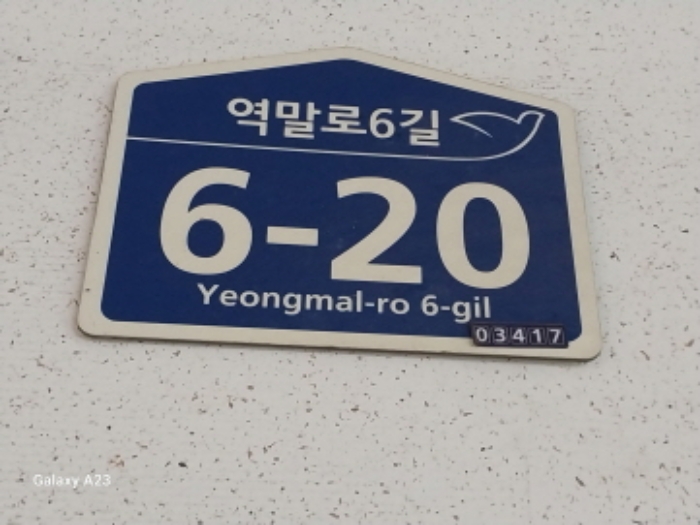 역말로6길
6-20
Yeongmal-ro 6-gil
03417
Galaxy A23